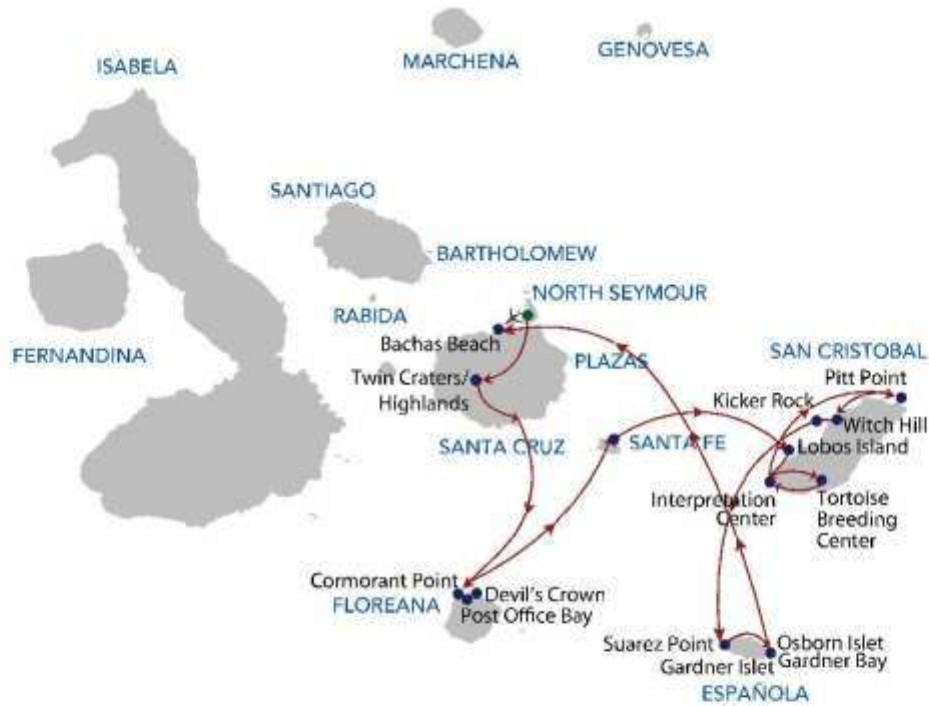 MARCHENA
GENOVESA
ISABELA
SANTIAGO
BARTHOLOMEW
NORTH SEYMOUR
RABIDA
Bachas Beach
FERNANDINA
PLAZAS
SAN CRISTOBAL
Twin Craters/
Highlands
Pitt Point
Kicker Rock
Witch Hill
SANTA CRUZ
SANTA FE
Lobos Island
Interpretation
Center
Tortoise
Breeding
Center
Cormorant Point
Devil's Crown
FLOREANA
Post Office Bay
Suarez Point
Osborn Islet
Gardner Islet
Gardner Bay
ESPAÑOLA